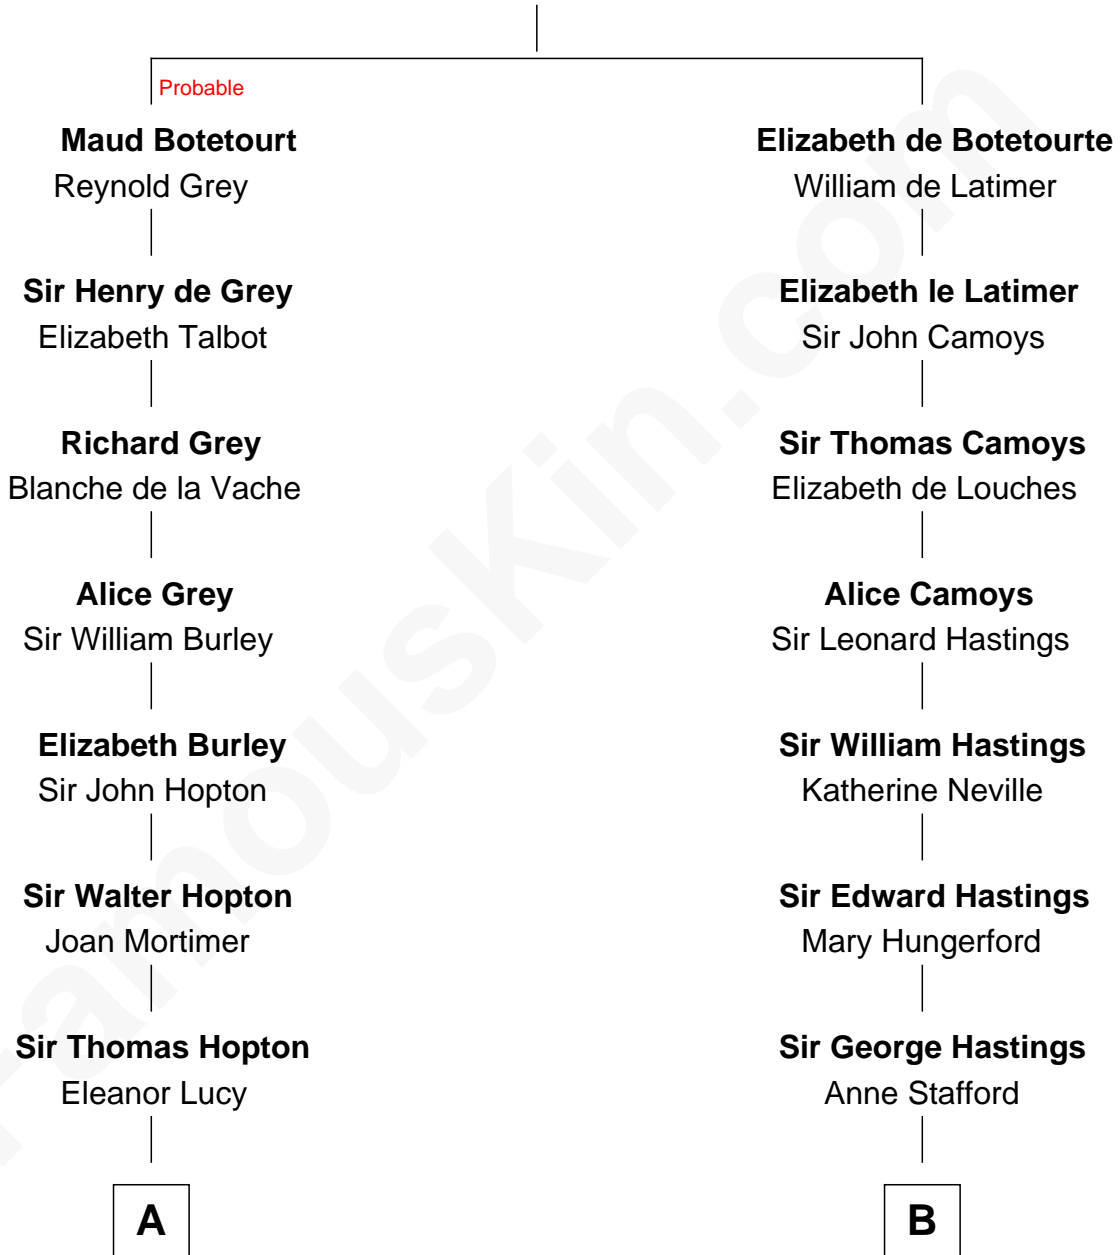 Probable
Maud Botetourt
Reynold Grey
Sir Henry de Grey
Elizabeth Talbot
Richard Grey
Blanche de la Vache
Alice Grey
Sir William Burley
Elizabeth Burley
Sir John Hopton
Sir Walter Hopton
Joan Mortimer
Sir Thomas Hopton
Eleanor Lucy
A
Elizabeth de Botetourte
William de Latimer
Elizabeth le Latimer
Sir John Camoys
Sir Thomas Camoys
Elizabeth de Louches
Alice Camoys
Sir Leonard Hastings
Sir William Hastings
Katherine Neville
Sir Edward Hastings
Mary Hungerford
Sir George Hastings
Anne Stafford
B
FamousKin.com